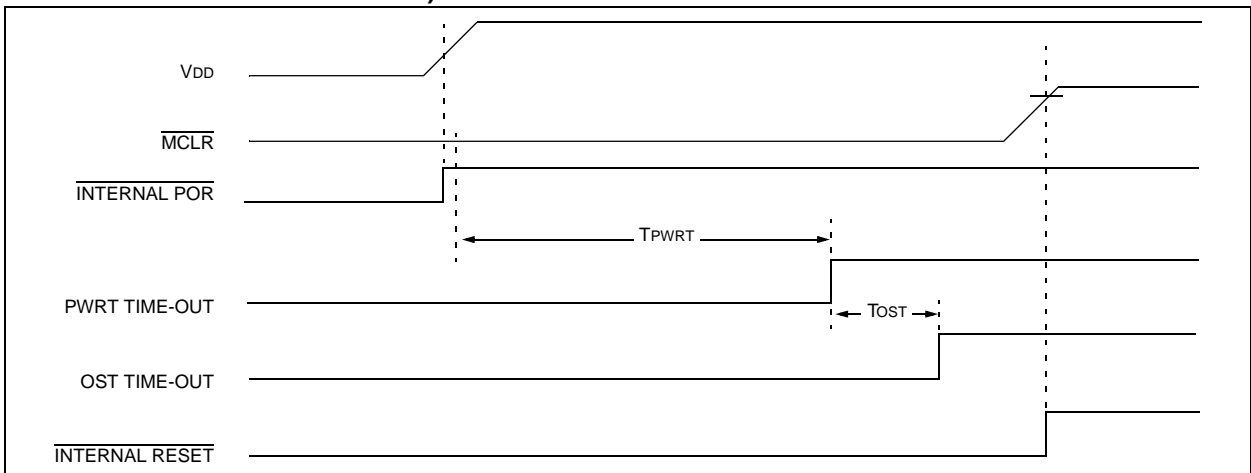 VDD
MCLR
INTERNAL POR
TPWRT
PWRT TIME-OUT
TOST
OST TIME-OUT
INTERNAL RESET